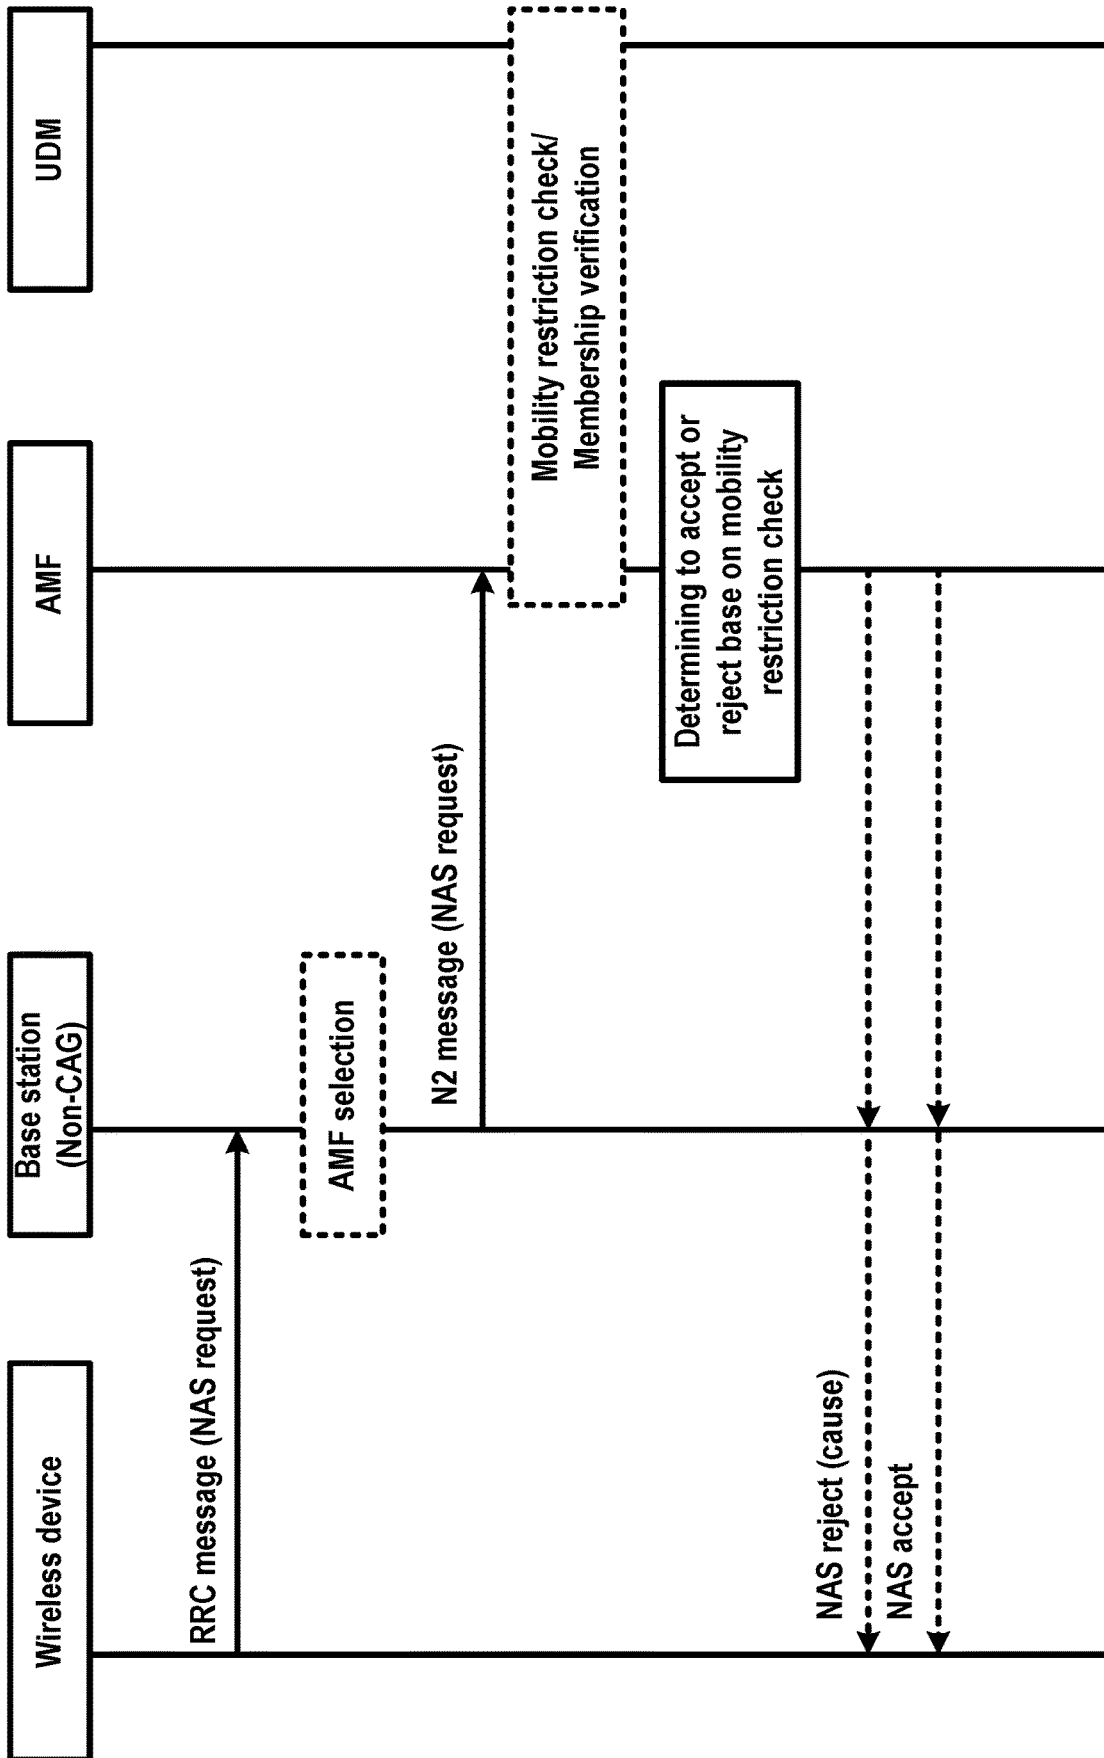 Wireless device
Base station
(Non-CAG)
AMF
UDM
RRC message (NAS request)
AMF selection
N2 message (NAS request)
Mobility restriction check/
Membership verification
Determining to accept or
reject base on mobility
restriction check
NAS reject (cause)
NAS accept